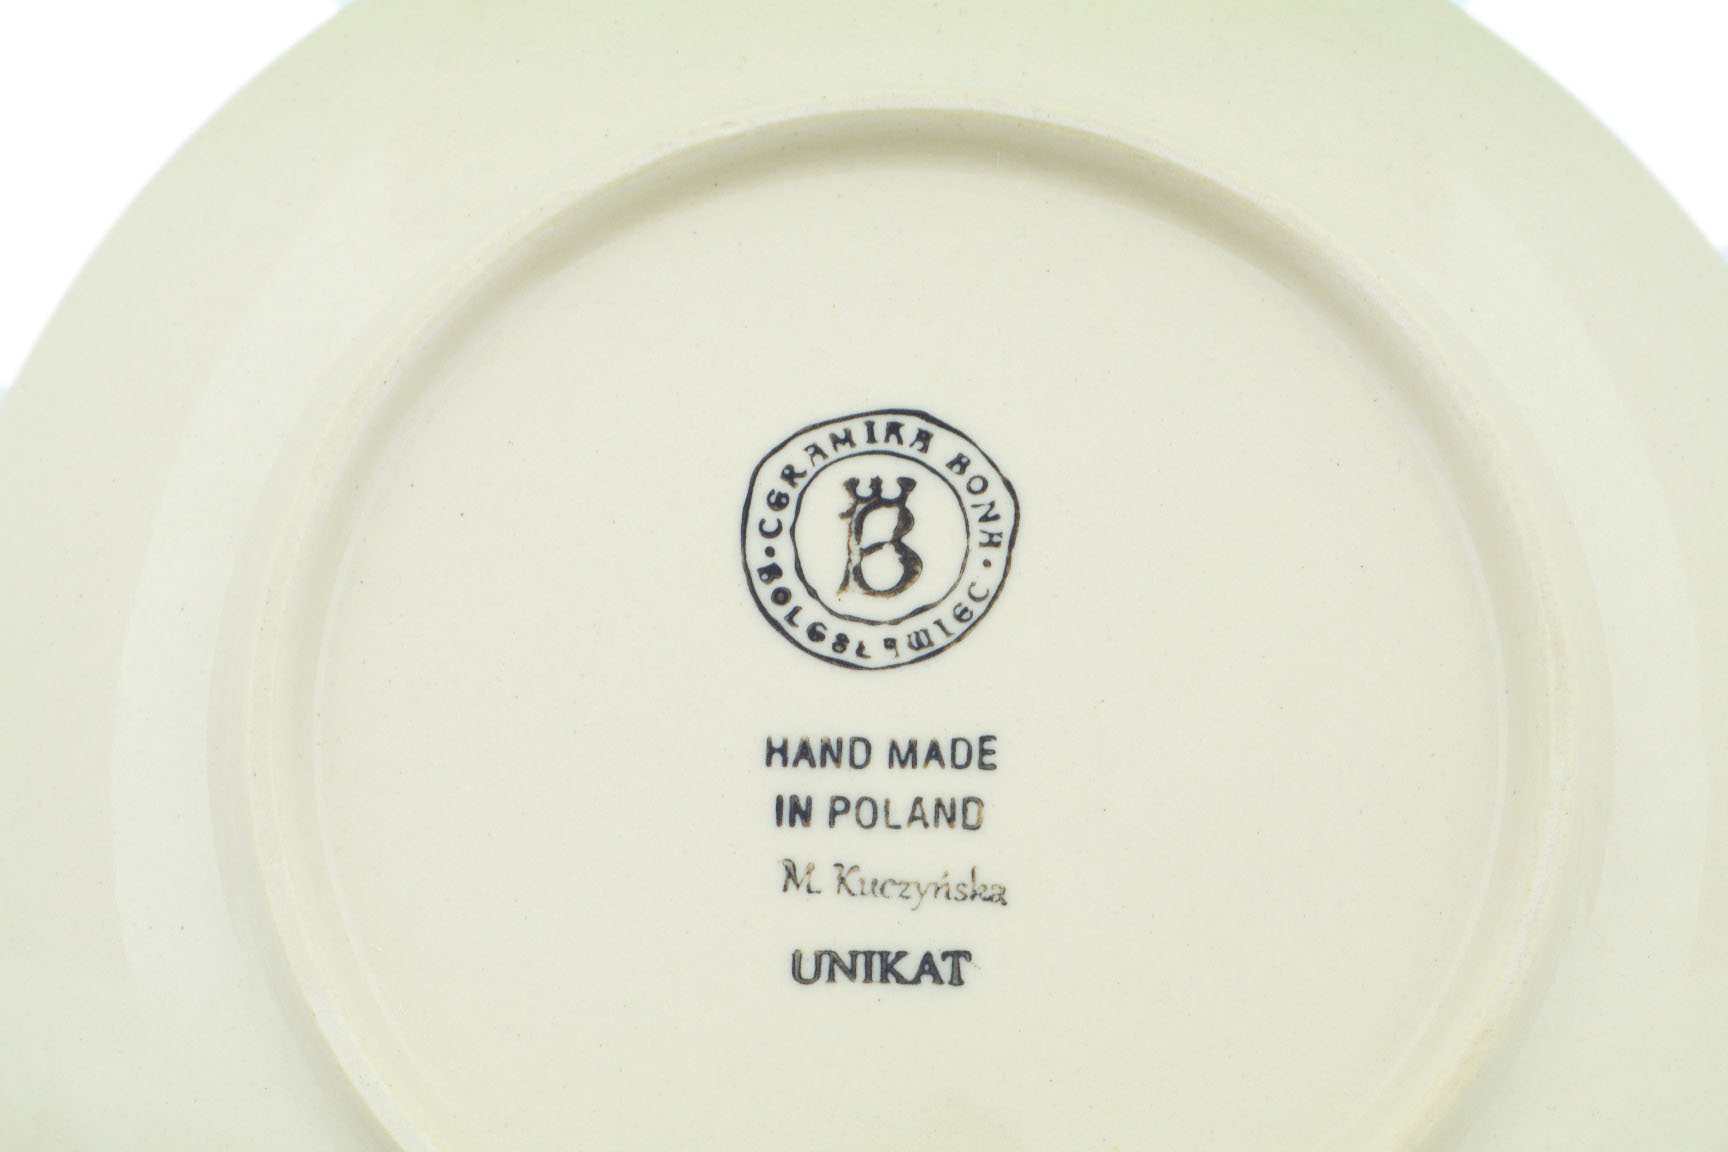 CERAMIKA BONA
BOLESŁAWIEC
B
HAND MADE
IN POLAND
M. Kuczyńska
UNIKAT